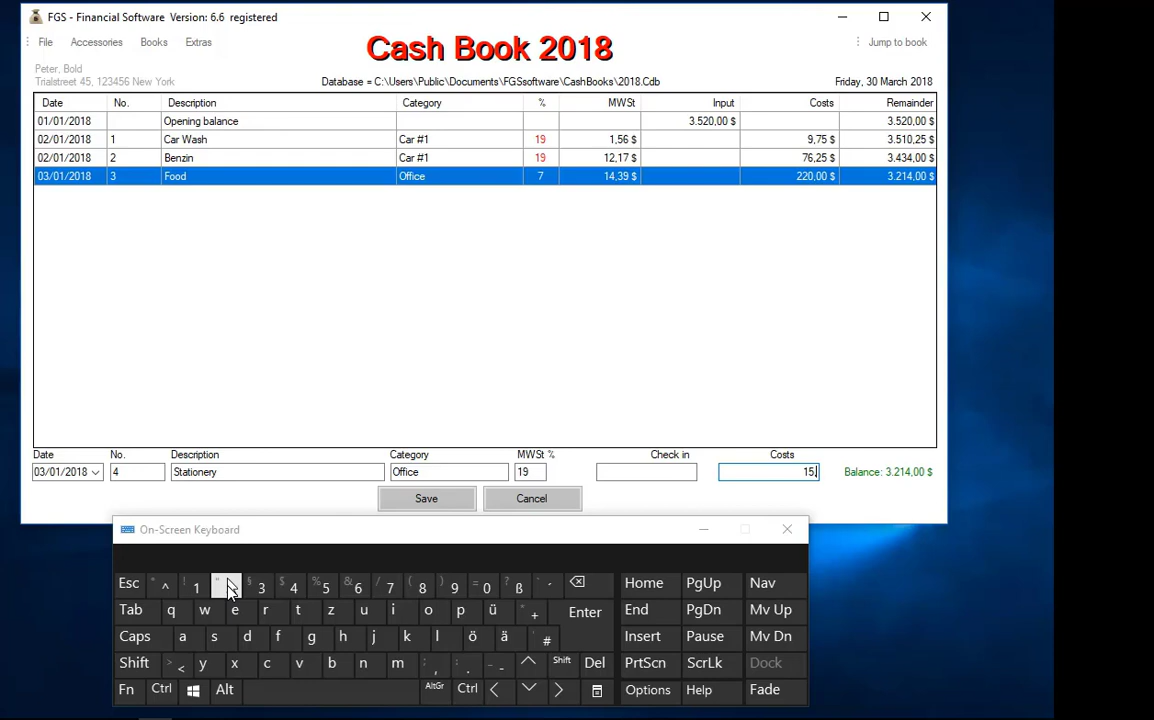 FGS - Financial Software Version: 6.6 registered
File Accessories Books Extras
Cash Book 2018
Jump to book
Peter, Bold
Trialstreet 45, 123456 New York
Database = C:\Users\Public\Documents\FGSsoftware\CashBooks\2018.Cdb
Friday, 30 March 2018
Date No. Description Category % MWSt Input Costs Remainder
01/01/2018 Opening balance 3.520,00 $ 3.520,00 $
02/01/2018 1 Car Wash Car #1 19 1,56 $ 9,75 $ 3.510,25 $
02/01/2018 2 Benzin Car #1 19 12,17 $ 76,25 $ 3.434,00 $
03/01/2018 3 Food Office 7 14,39 $ 220,00 $ 3.214,00 $
Date No. Description Category MWSt % Check in Costs
03/01/2018 4 Stationery Office 19 15, Balance: 3.214,00 $
Save Cancel
On-Screen Keyboard
Esc ° ^ ! 1 " § 3 $ 4 % 5 & 6 / 7 ( 8 ) 9 = 0 ? ß ` ´ Home PgUp Nav
Tab q w e r t z u i o p ü * + Enter End PgDn Mv Up
Caps a s d f g h j k l ö ä ' # Insert Pause Mv Dn
Shift > < y x c v b n m ; , : . _ - Shift Del PrtScn ScrLk Dock
Fn Ctrl Alt AltGr Ctrl Options Help Fade